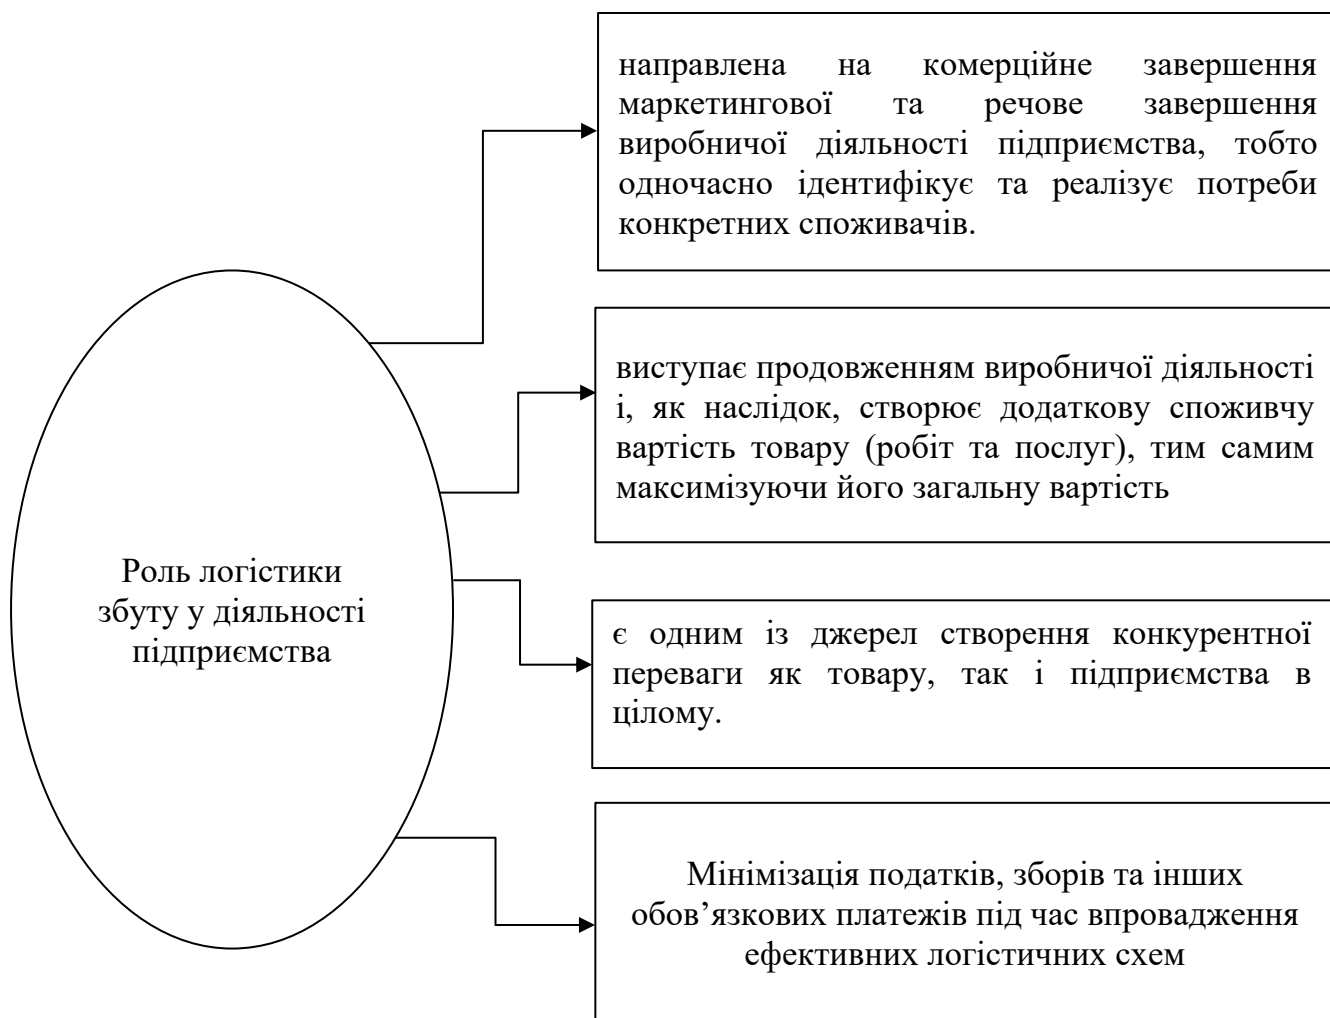 направлена на комерційне завершення
маркетингової та речове завершення
виробничої діяльності підприємства, тобто
одночасно ідентифікує та реалізує потреби
конкретних споживачів.
виступає продовженням виробничої діяльності
і, як наслідок, створює додаткову споживчу
вартість товару (робіт та послуг), тим самим
максимізуючи його загальну вартість
Роль логістики
збуту у діяльності
підприємства
є одним із джерел створення конкурентної
переваги як товару, так і підприємства в
цілому.
Мінімізація податків, зборів та інших
обов’язкових платежів під час впровадження
ефективних логістичних схем